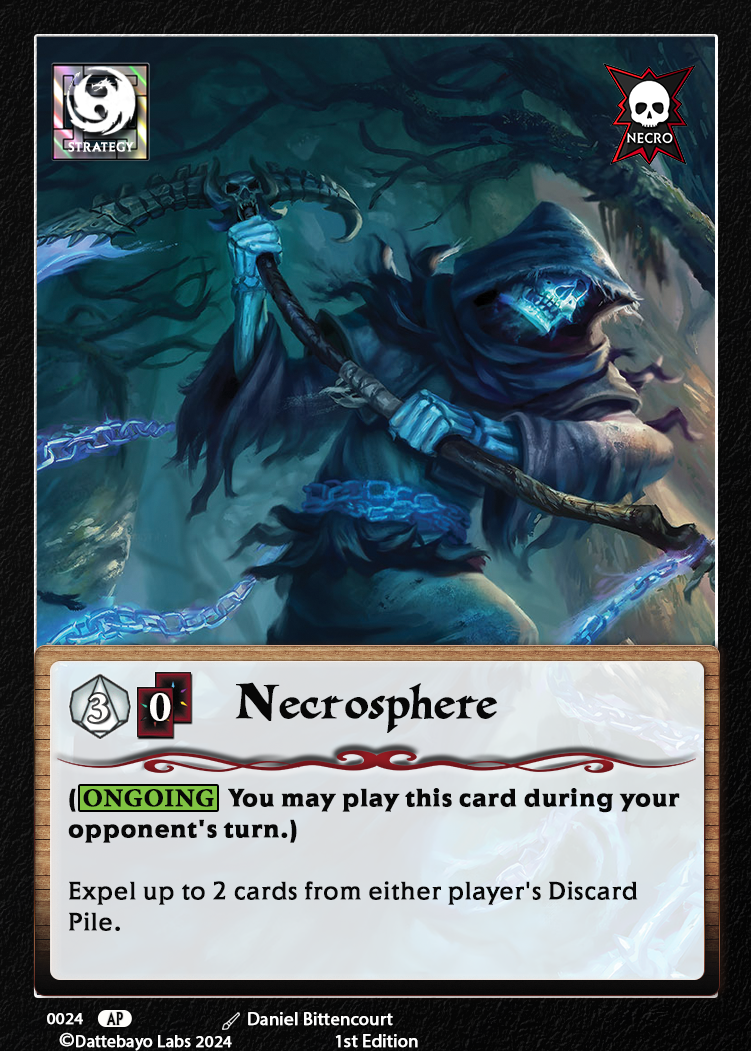 STRATEGY
NECRO
3 0 Necrosphere
(ONGOING You may play this card during your
opponent's turn.)
Expel up to 2 cards from either player's Discard
Pile.
0024 AP Daniel Bittencourt
©Dattebayo Labs 2024 1st Edition